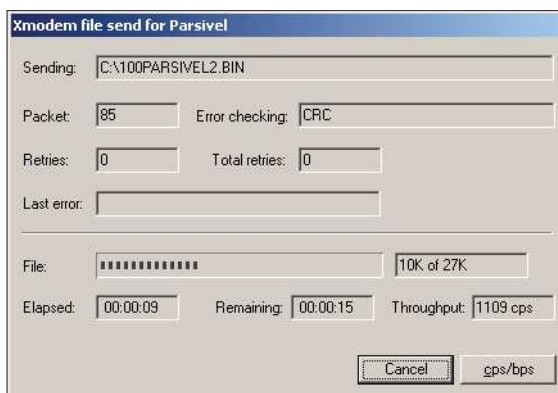 Xmodem file send for Parsivel
Sending: C:\100PARSIVEL2.BIN
Packet: 85 Error checking: CRC
Retries: 0 Total retries: 0
Last error:
File: 10K of 27K
Elapsed: 00:00:09 Remaining: 00:00:15 Throughput: 1109 cps
Cancel cps/bps